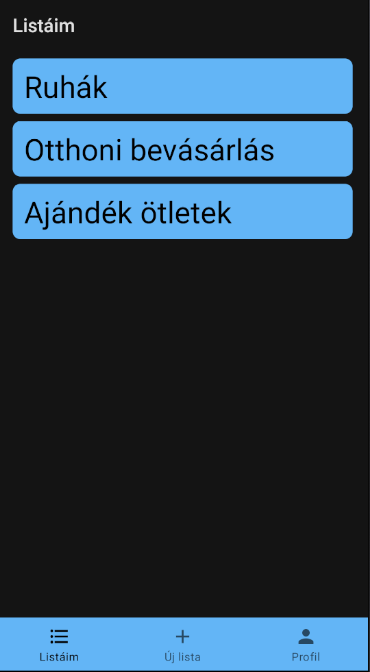 Listáim
Ruhák
Otthoni bevásárlás
Ajándék ötletek
Listáim
Új lista
Profil